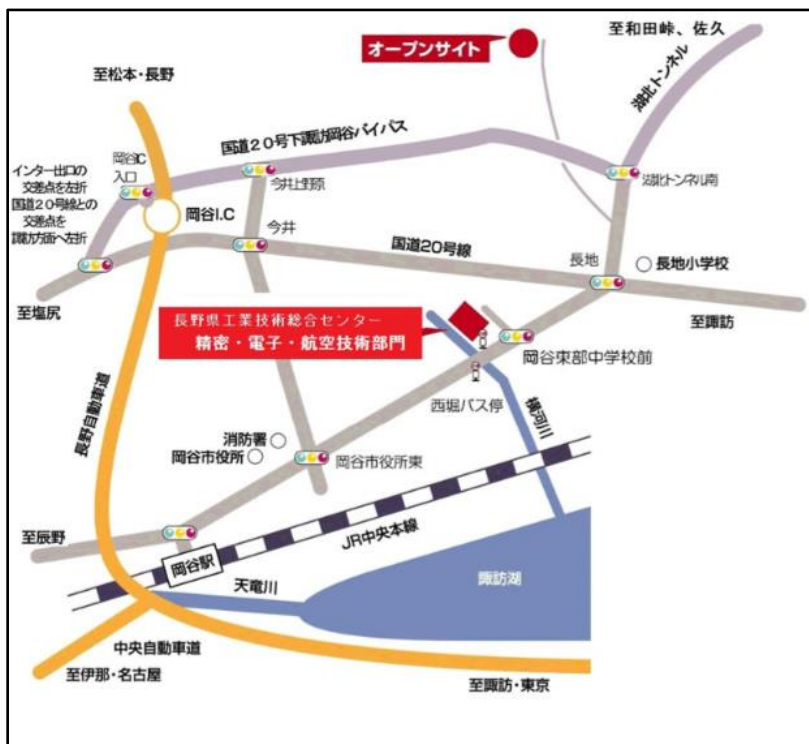 オープンサイト
至和田峠、佐久
至松本・長野
湖北トンネル
国道20号下諏訪岡谷バイパス
岡谷IC
入口
インター出口の
交差点を左折
国道20号線との
交差点を
諏訪方面へ左折
今井上野原
湖北トンネル南
岡谷I.C
今井
国道20号線
長地
長地小学校
至塩尻
至諏訪
長野県工業技術総合センター
精密・電子・航空技術部門
岡谷東部中学校前
西堀バス停
横河川
長野自動車道
消防署
岡谷市役所
岡谷市役所東
至辰野
JR中央本線
岡谷駅
天竜川
諏訪湖
中央自動車道
至伊那・名古屋
至諏訪・東京